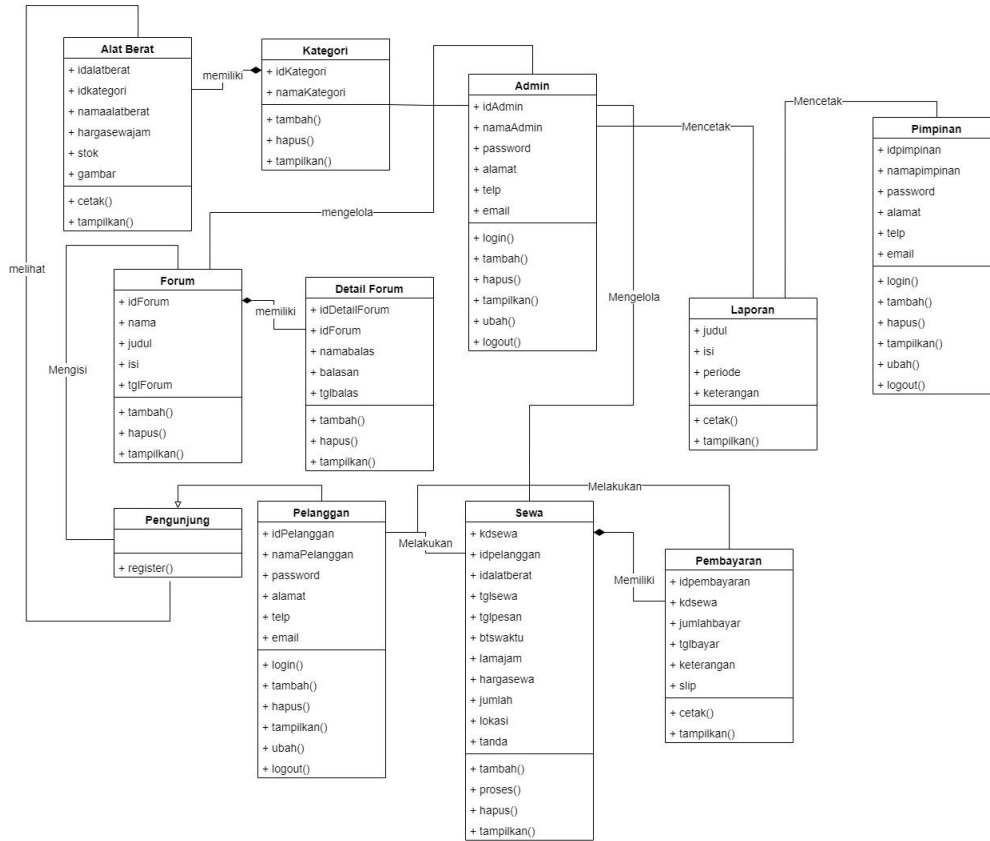 Alat Berat
+ idalatberat
+ idkategori
+ namaalatberat
+ hargasewajam
+ stok
+ gambar
+ cetak()
+ tampilkan()
memiliki
Kategori
+ idKategori
+ namaKategori
+ tambah()
+ hapus()
+ tampilkan()
Admin
+ idAdmin
+ namaAdmin
+ password
+ alamat
+ telp
+ email
+ login()
+ tambah()
+ hapus()
+ tampilkan()
+ ubah()
+ logout()
Mencetak
Mencetak
Pimpinan
+ idpimpinan
+ namapimpinan
+ password
+ alamat
+ telp
+ email
+ login()
+ tambah()
+ hapus()
+ tampilkan()
+ ubah()
+ logout()
mengelola
melihat
Mengelola
Forum
+ idForum
+ nama
+ judul
+ isi
+ tglForum
+ tambah()
+ hapus()
+ tampilkan()
memiliki
Detail Forum
+ idDetailForum
+ idForum
+ namabalas
+ balasan
+ tglbalas
+ tambah()
+ hapus()
+ tampilkan()
Laporan
+ judul
+ isi
+ periode
+ keterangan
+ cetak()
+ tampilkan()
Mengisi
Pengunjung
+ register()
Pelanggan
+ idPelanggan
+ namaPelanggan
+ password
+ alamat
+ telp
+ email
+ login()
+ tambah()
+ hapus()
+ tampilkan()
+ ubah()
+ logout()
Melakukan
Melakukan
Sewa
+ kdsewa
+ idpelanggan
+ idalatberat
+ tglsewa
+ tglpesan
+ btswaktu
+ lamajam
+ hargasewa
+ jumlah
+ lokasi
+ tanda
+ tambah()
+ proses()
+ hapus()
+ tampilkan()
Memiliki
Pembayaran
+ idpembayaran
+ kdsewa
+ jumlahbayar
+ tglbayar
+ keterangan
+ slip
+ cetak()
+ tampilkan()